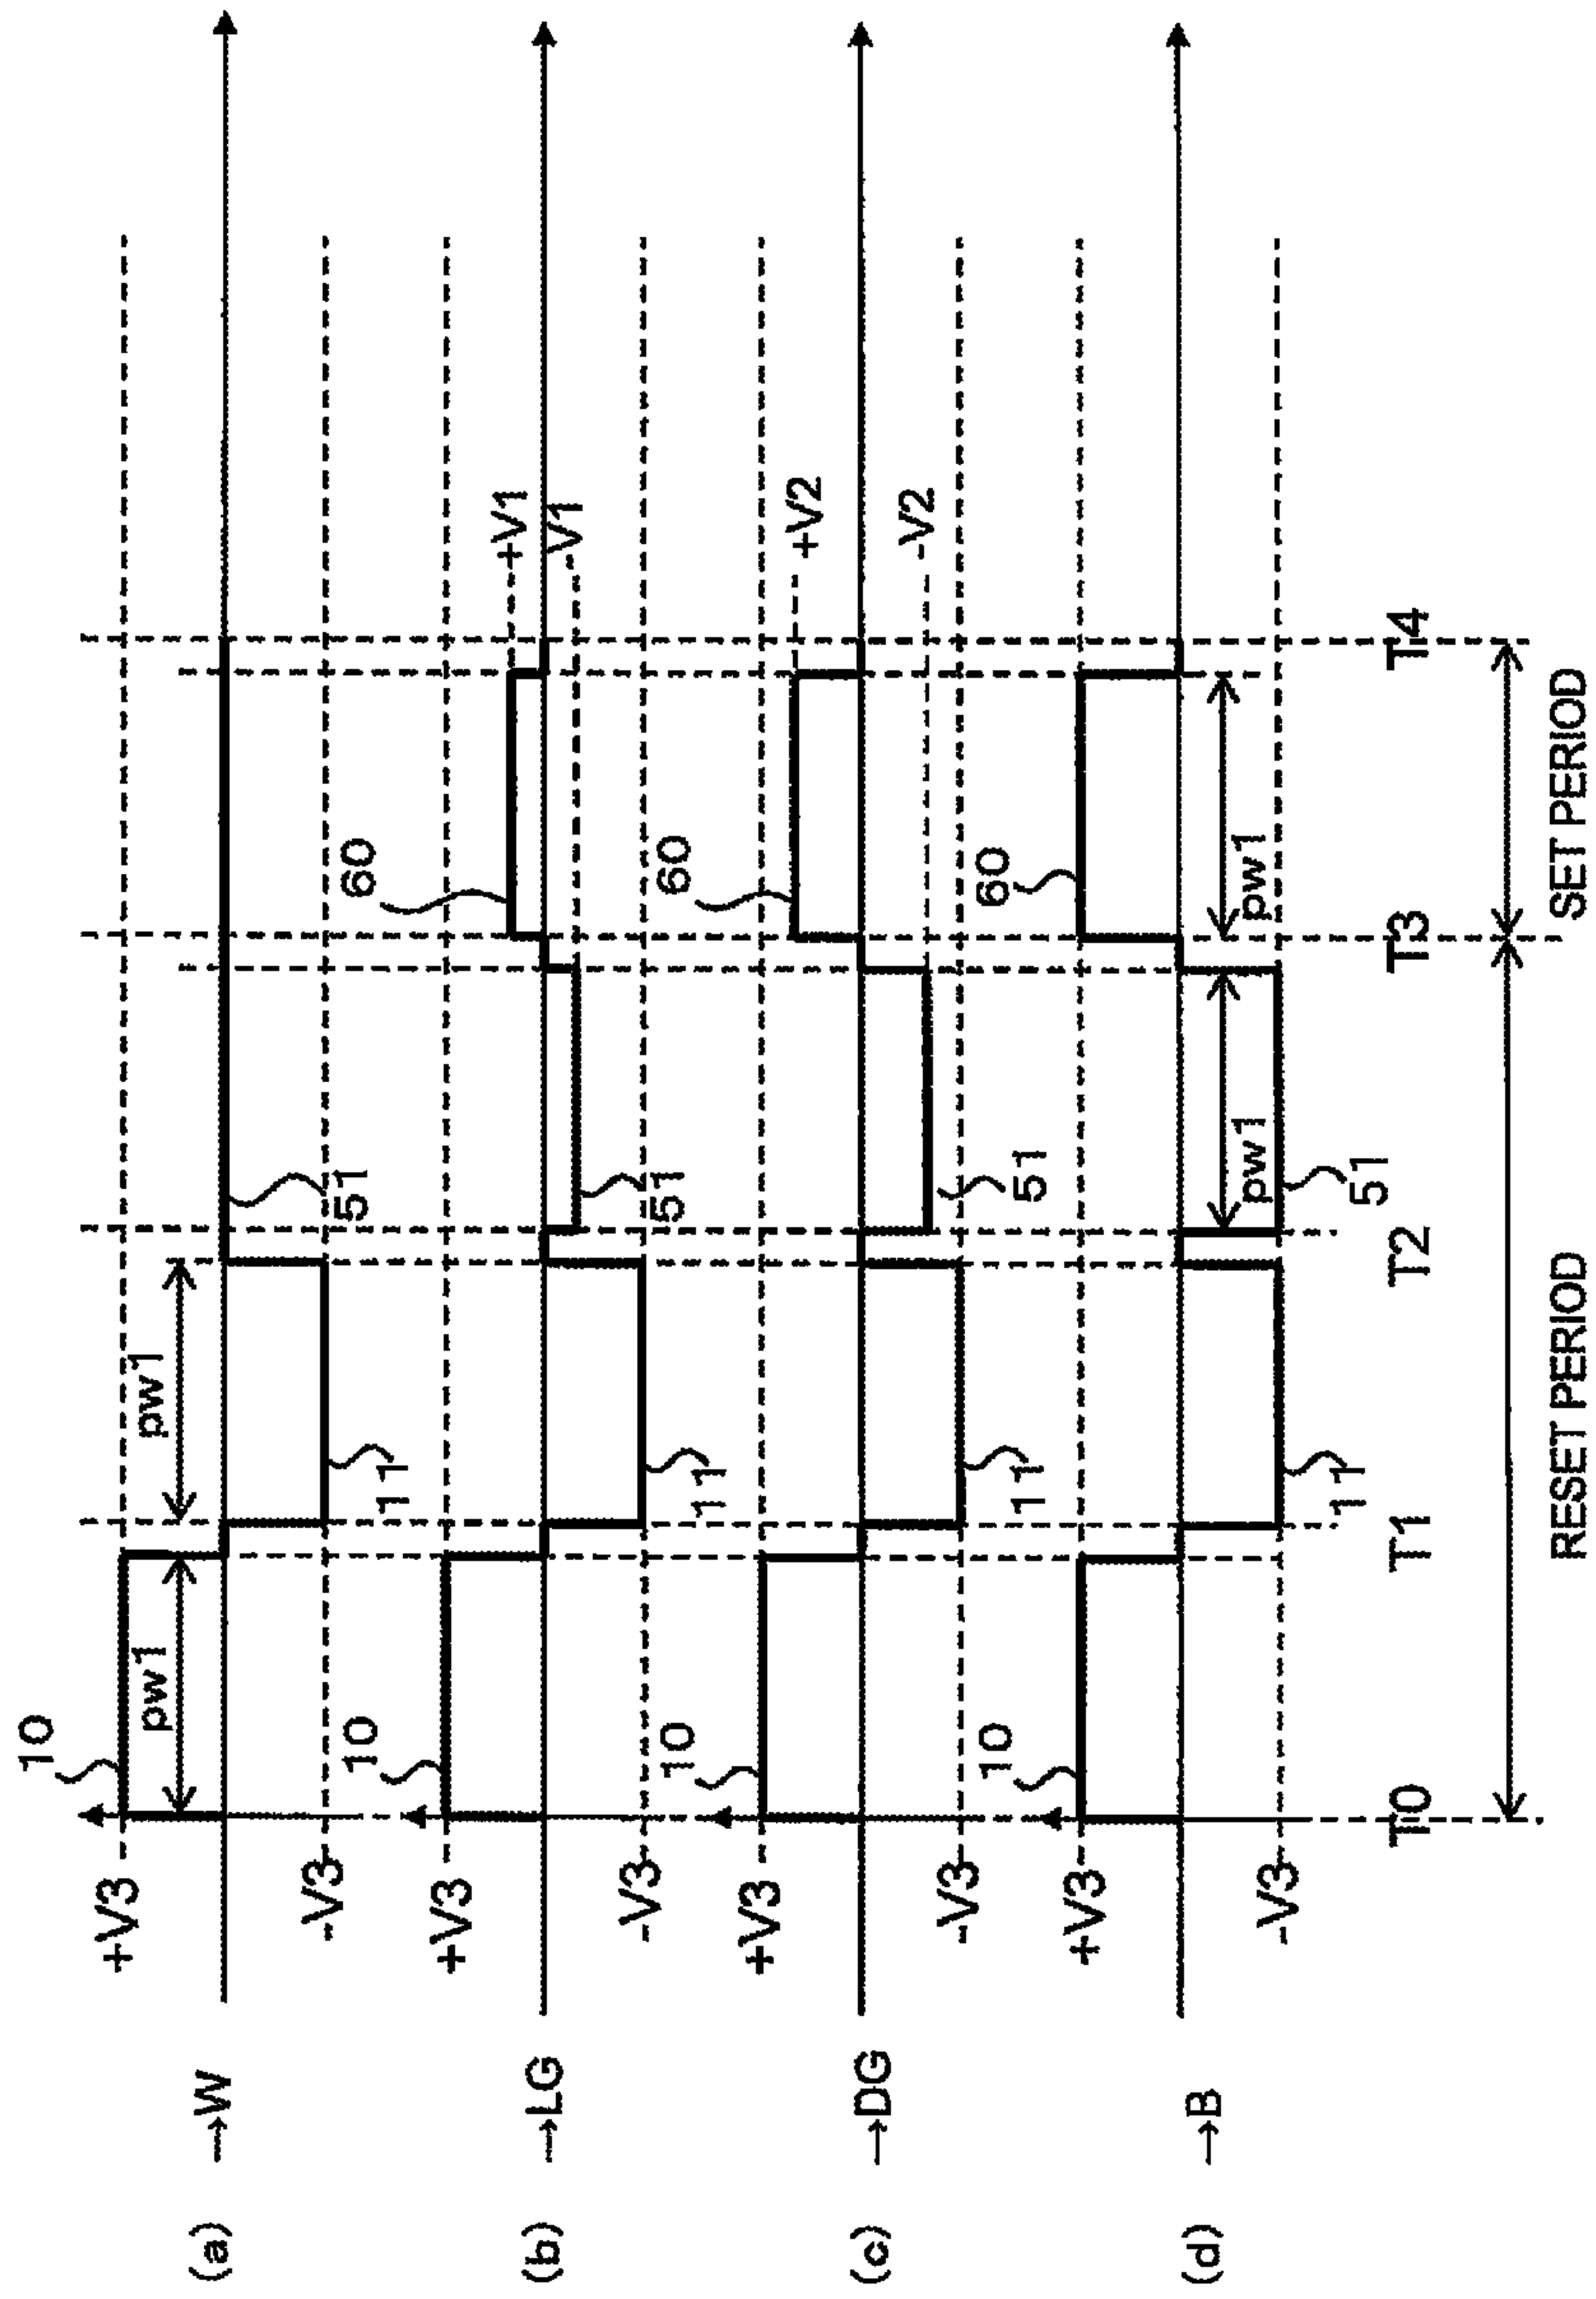 (a) →W
+V3
-V3
10
pw1
pw1
11
51
(b) →LG
+V3
-V3
10
11
51
60
+V1
-V1
(c) →DG
+V3
-V3
10
11
51
60
+V2
-V2
(d) →B
+V3
-V3
10
11
51
pw1
60
pw1
T0
T1
T2
T3
T4
RESET PERIOD
SET PERIOD